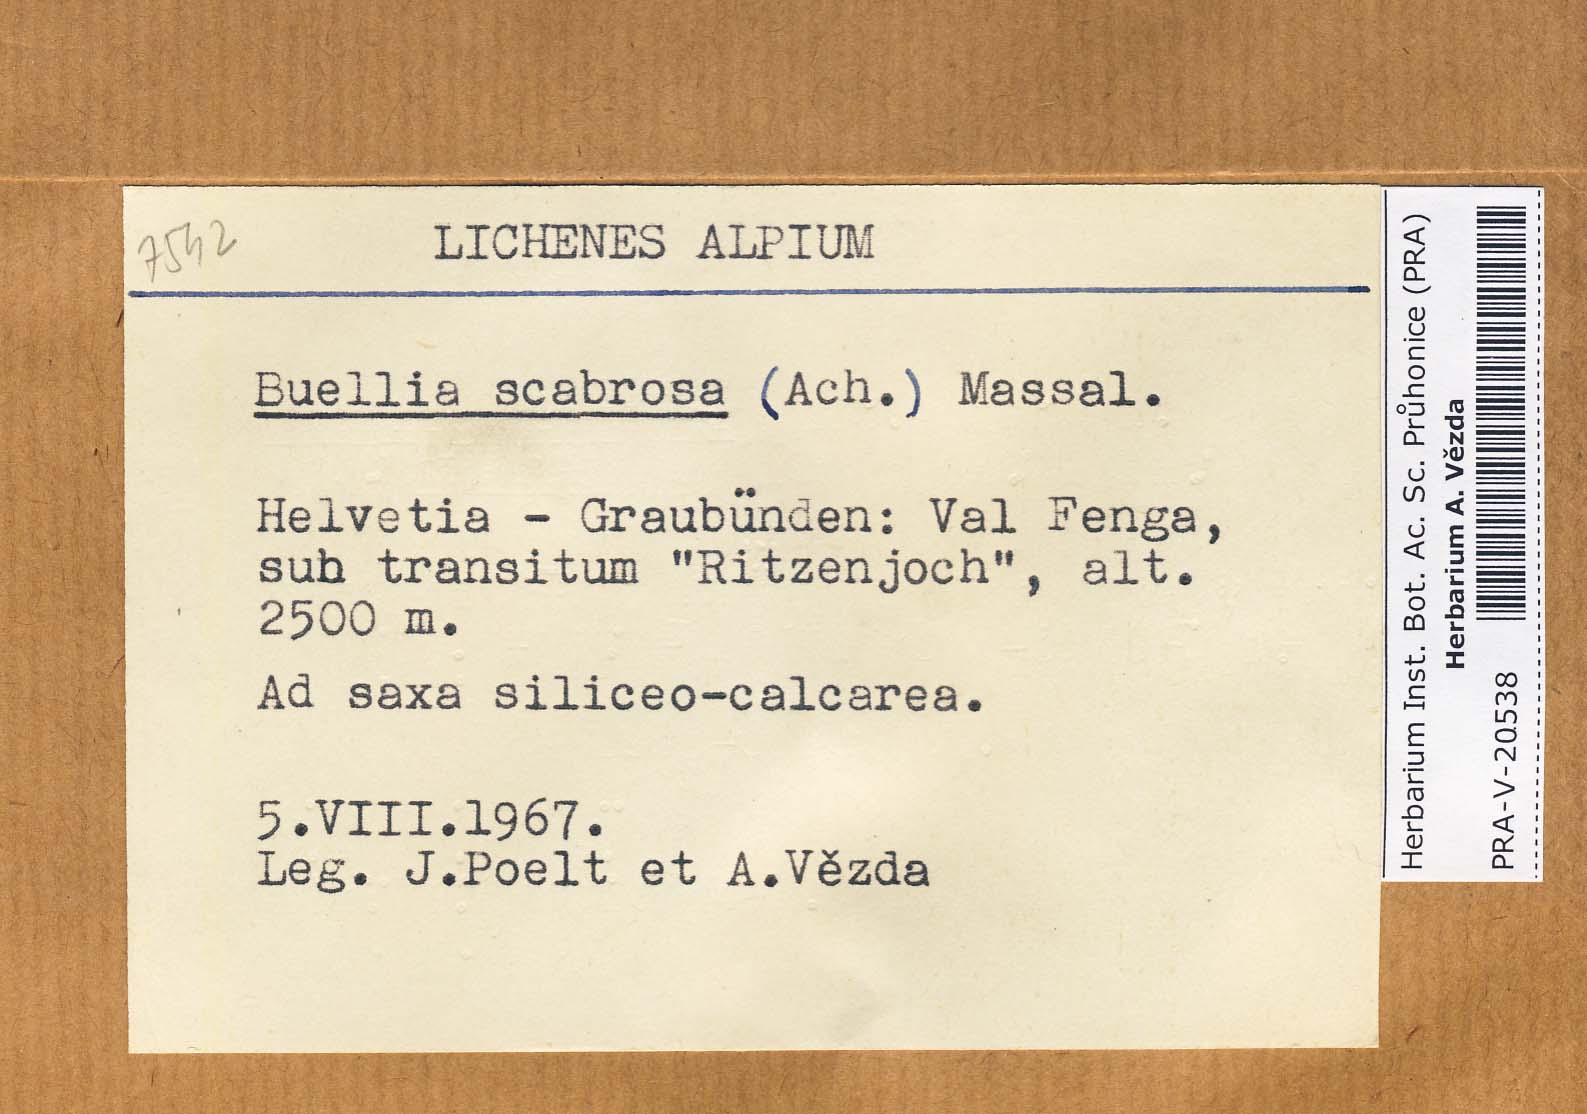 7542
LICHENES ALPIUM
Buellia scabrosa (Ach.) Massal.
Helvetia - Graubünden: Val Fenga,
sub transitum "Ritzenjoch", alt.
2500 m.
Ad saxa siliceo-calcarea.
5.VIII.1967.
Leg. J.Poelt et A.Vězda
Herbarium Inst. Bot. Ac. Sc. Průhonice (PRA)
Herbarium A. Vězda
PRA-V-20538